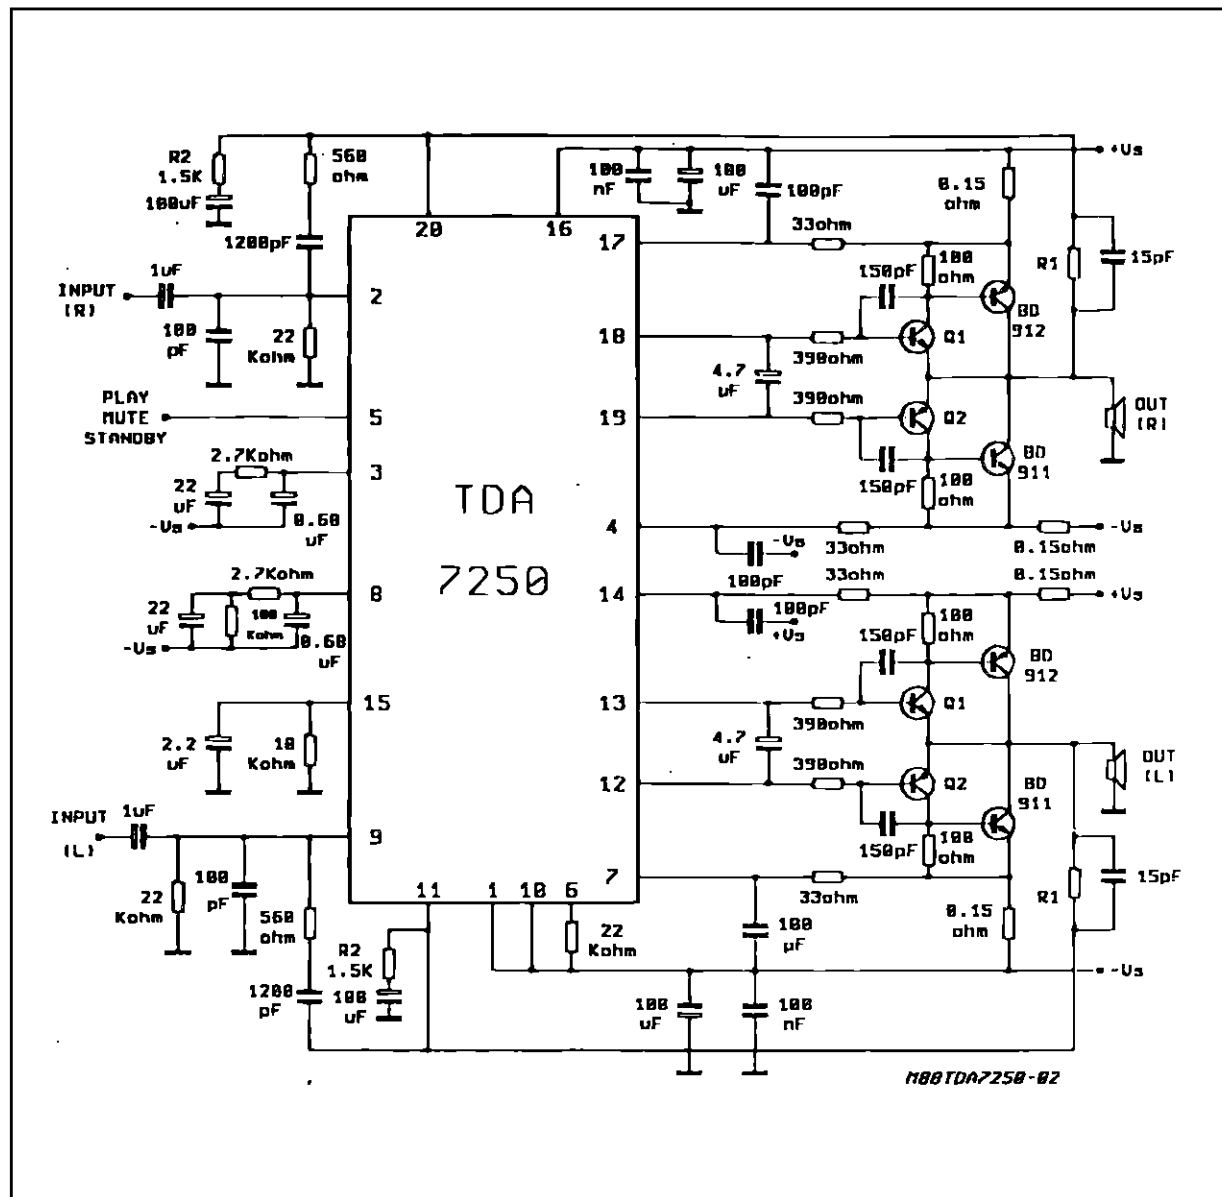 R2
1.5K
100uF
560
ohm
1200pF
100
nF
100
uF
100pF
0.15
ohm
+Vs
20
16
17
33ohm
R1
15pF
INPUT
(R)
1uF
100
pF
22
Kohm
2
150pF
100
ohm
BD
912
18
390ohm
Q1
4.7
uF
PLAY
MUTE
STANDBY
5
19
390ohm
Q2
OUT
(R)
2.7Kohm
22
uF
-Vs
0.68
uF
3
TDA
7250
150pF
100
ohm
BD
911
4
-Vs
100pF
33ohm
0.15ohm
-Vs
2.7Kohm
22
uF
100
Kohm
-Vs
0.68
uF
8
14
100pF
+Vs
33ohm
0.15ohm
+Vs
150pF
100
ohm
BD
912
15
2.2
uF
10
Kohm
13
390ohm
Q1
4.7
uF
12
390ohm
Q2
OUT
(L)
BD
911
INPUT
(L)
1uF
9
150pF
100
ohm
22
Kohm
100
pF
560
ohm
1200
pF
7
33ohm
R1
15pF
11
1
10
6
R2
1.5K
100
uF
22
Kohm
100
µF
0.15
ohm
-Vs
100
uF
100
nF
M88TDA7250-02